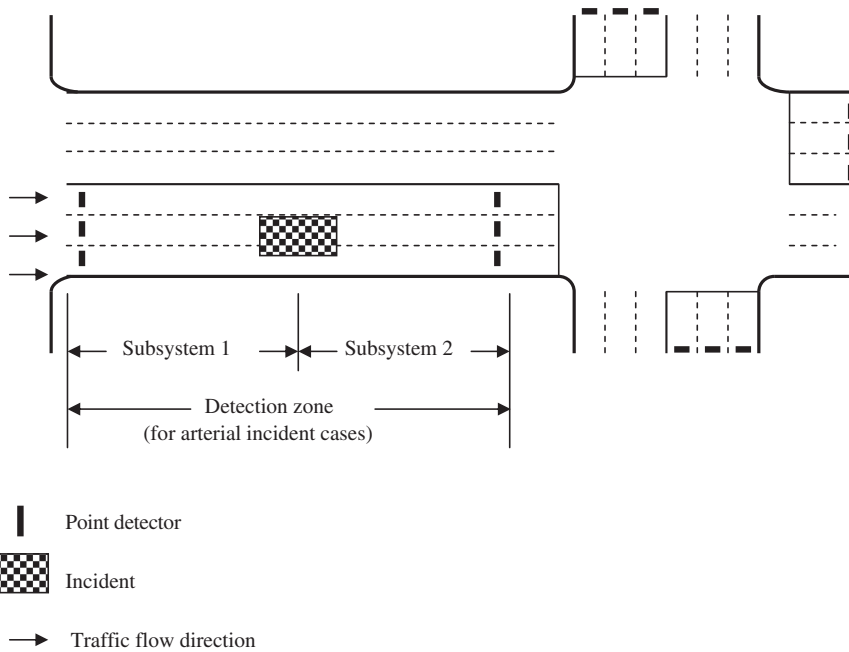 Subsystem 1
Subsystem 2
Detection zone
(for arterial incident cases)
Point detector
Incident
Traffic flow direction